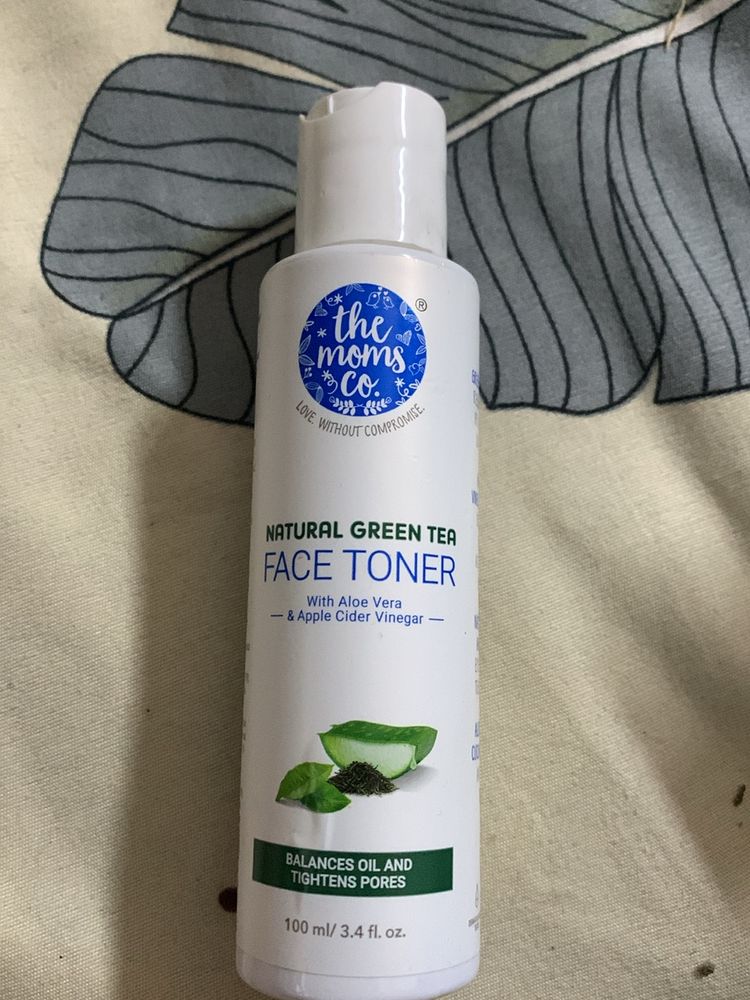 the
moms
co.
®
LOVE. WITHOUT COMPROMISE.
NATURAL GREEN TEA
FACE TONER
With Aloe Vera
& Apple Cider Vinegar
BALANCES OIL AND
TIGHTENS PORES
100 ml/ 3.4 fl. oz.